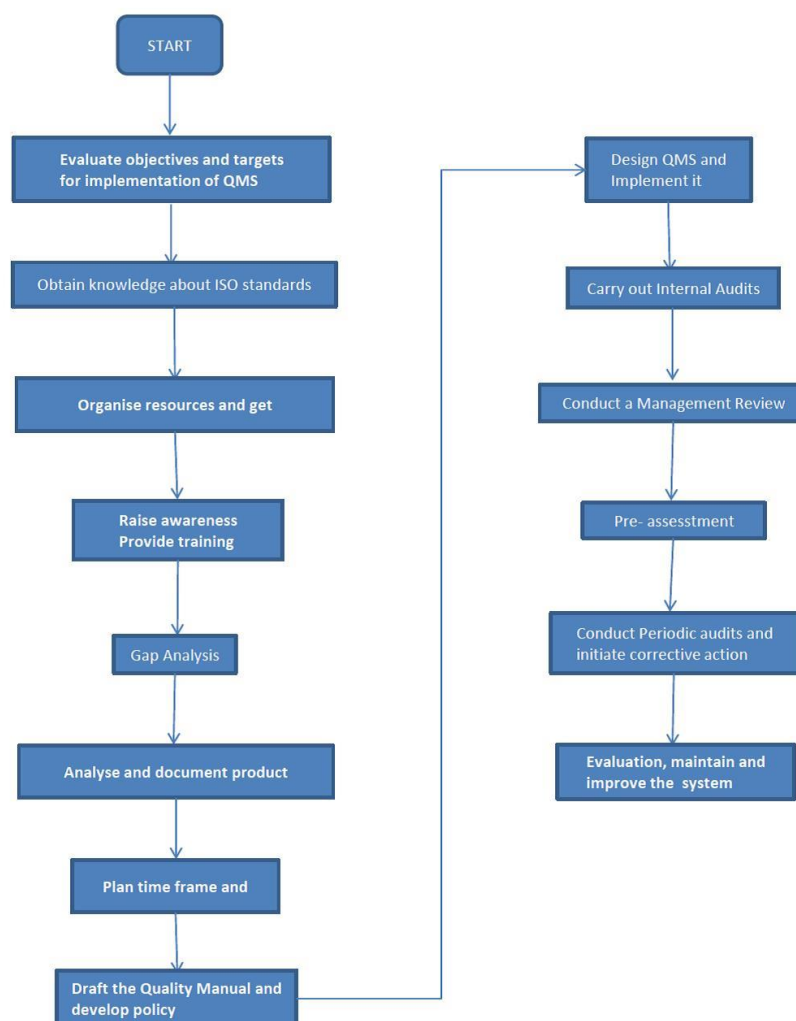 START
Evaluate objectives and targets
for implementation of QMS
Obtain knowledge about ISO standards
Organise resources and get
Raise awareness
Provide training
Gap Analysis
Analyse and document product
Plan time frame and
Draft the Quality Manual and
develop policy
Design QMS and
Implement it
Carry out Internal Audits
Conduct a Management Review
Pre- assesstment
Conduct Periodic audits and
initiate corrective action
Evaluation, maintain and
improve the  system